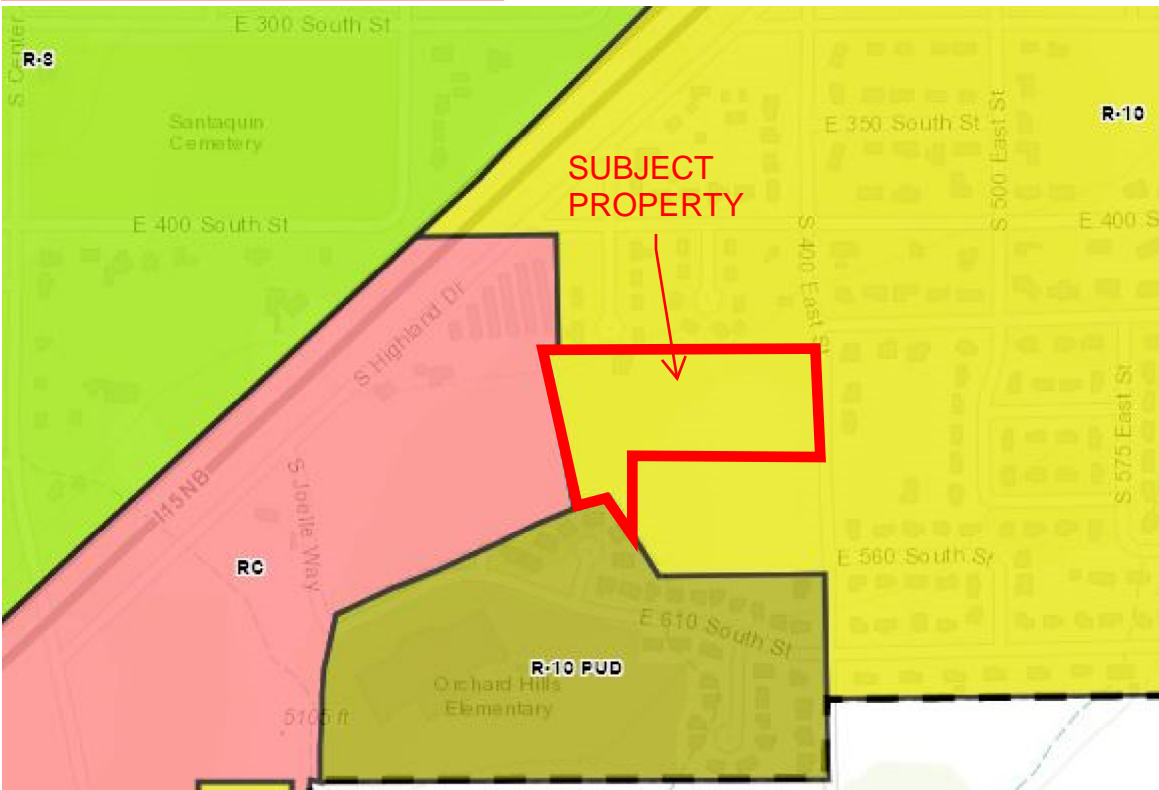 E 300 South St
S Center
R-8
Santaquin
Cemetery
R-10
E 350 South St
S 500 East St
SUBJECT
PROPERTY
E 400 South St
E 400 S
S 400 East St
S Highland Dr
S 575 East St
I15 NB
S Joelle Way
RC
E 560 South St
E 610 South St
R-10 PUD
Orchard Hills
Elementary
5105 ft